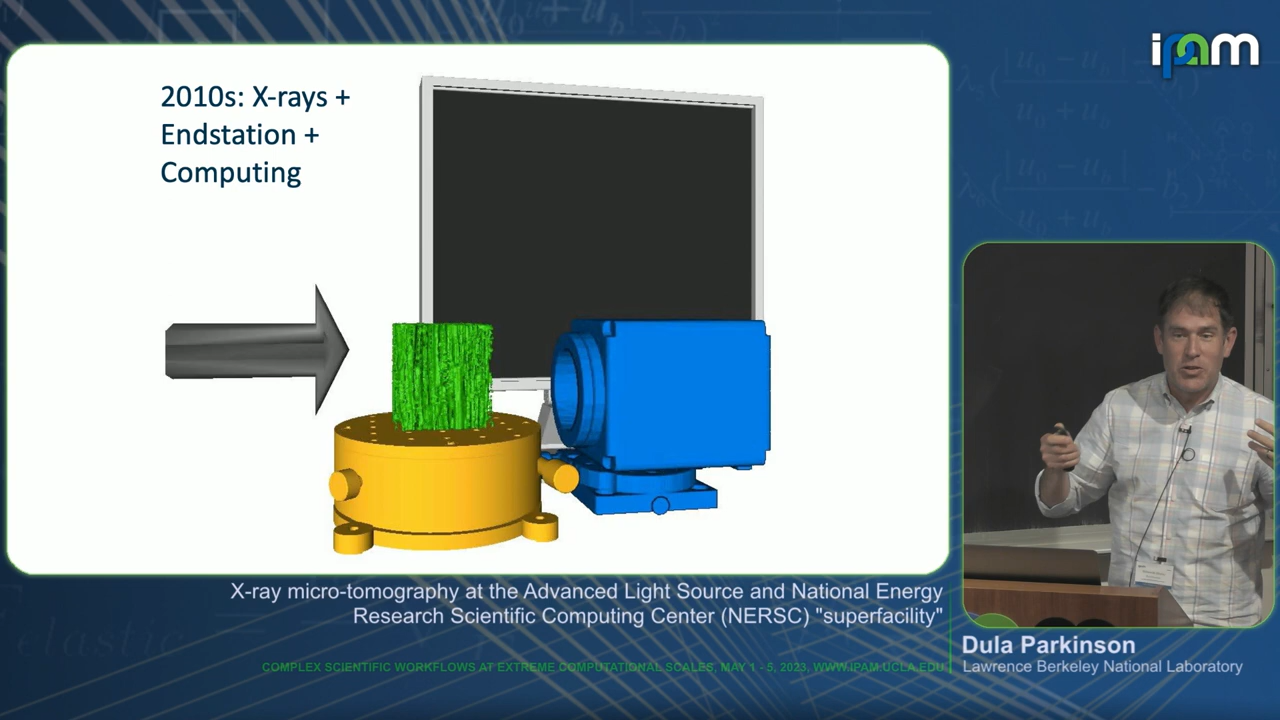 2010s: X-rays +
Endstation +
Computing
ipam
X-ray micro-tomography at the Advanced Light Source and National Energy
Research Scientific Computing Center (NERSC) "superfacility"
COMPLEX SCIENTIFIC WORKFLOWS AT EXTREME COMPUTATIONAL SCALES, MAY 1 - 5, 2023, WWW.IPAM.UCLA.EDU
Dula Parkinson
Lawrence Berkeley National Laboratory